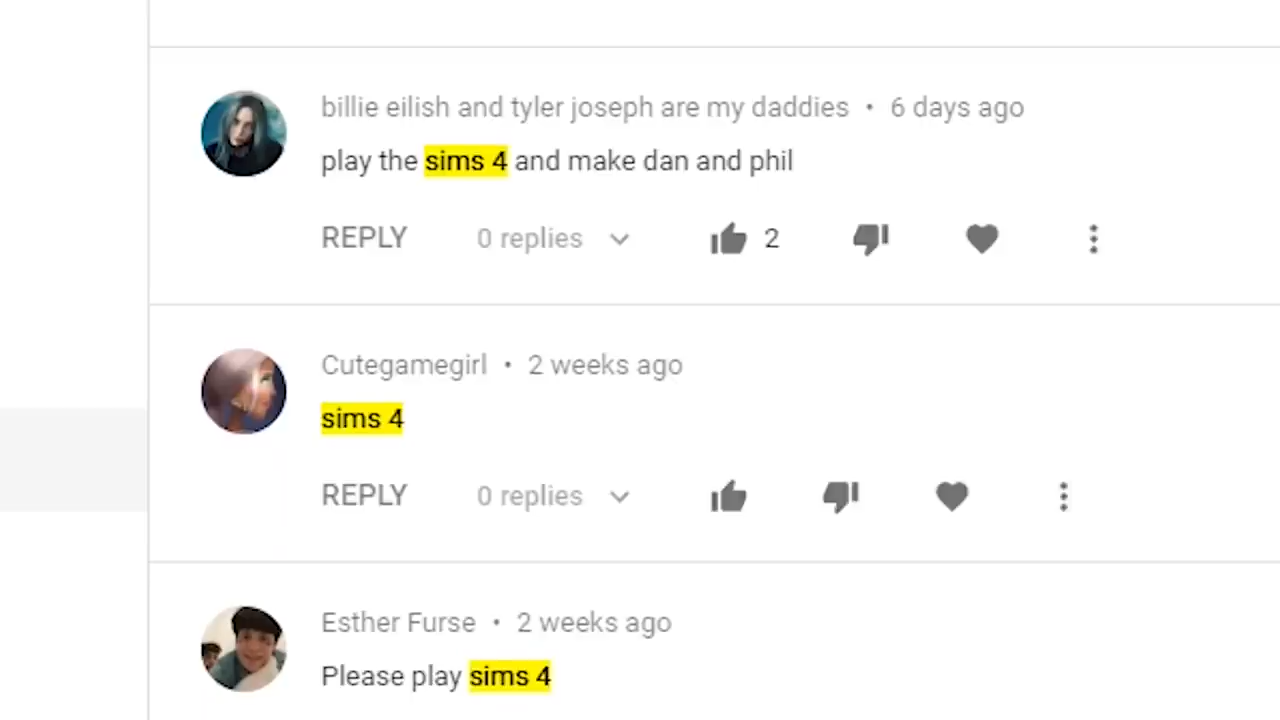 billie eilish and tyler joseph are my daddies • 6 days ago
play the sims 4 and make dan and phil
REPLY 0 replies 2
Cutegamegirl • 2 weeks ago
sims 4
REPLY 0 replies
Esther Furse • 2 weeks ago
Please play sims 4